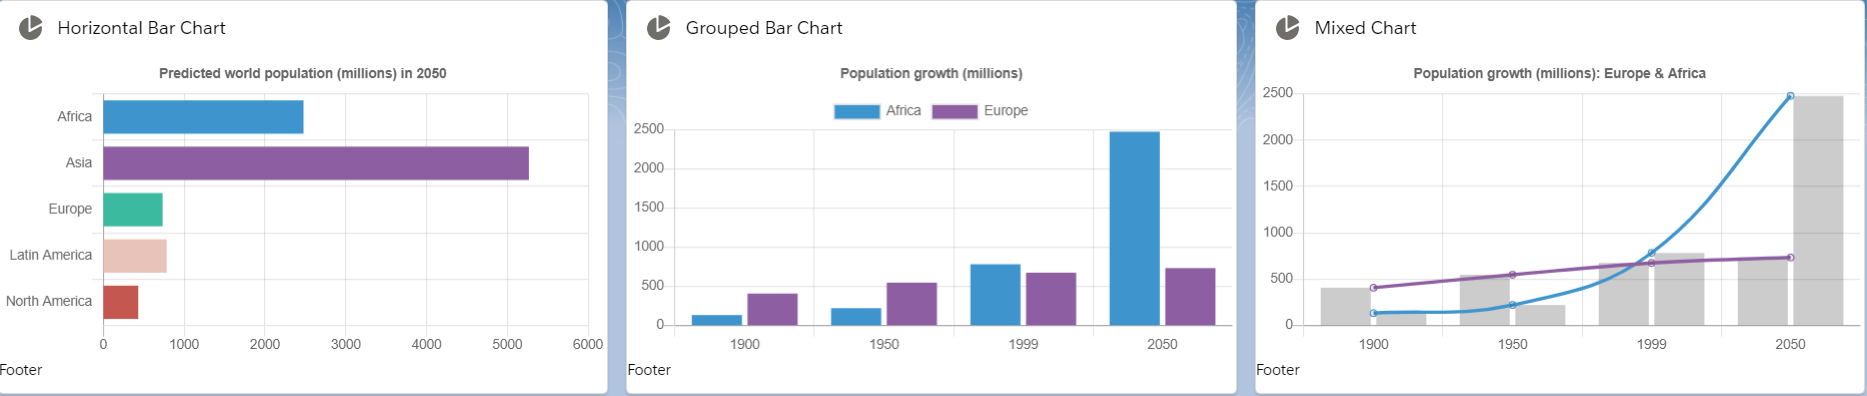 Horizontal Bar Chart
Predicted world population (millions) in 2050
Africa
Asia
Europe
Latin America
North America
0 1000 2000 3000 4000 5000 6000
Footer
Grouped Bar Chart
Population growth (millions)
Africa Europe
2500
2000
1500
1000
500
0
1900 1950 1999 2050
Footer
Mixed Chart
Population growth (millions): Europe & Africa
2500
2000
1500
1000
500
0
1900 1950 1999 2050
Footer